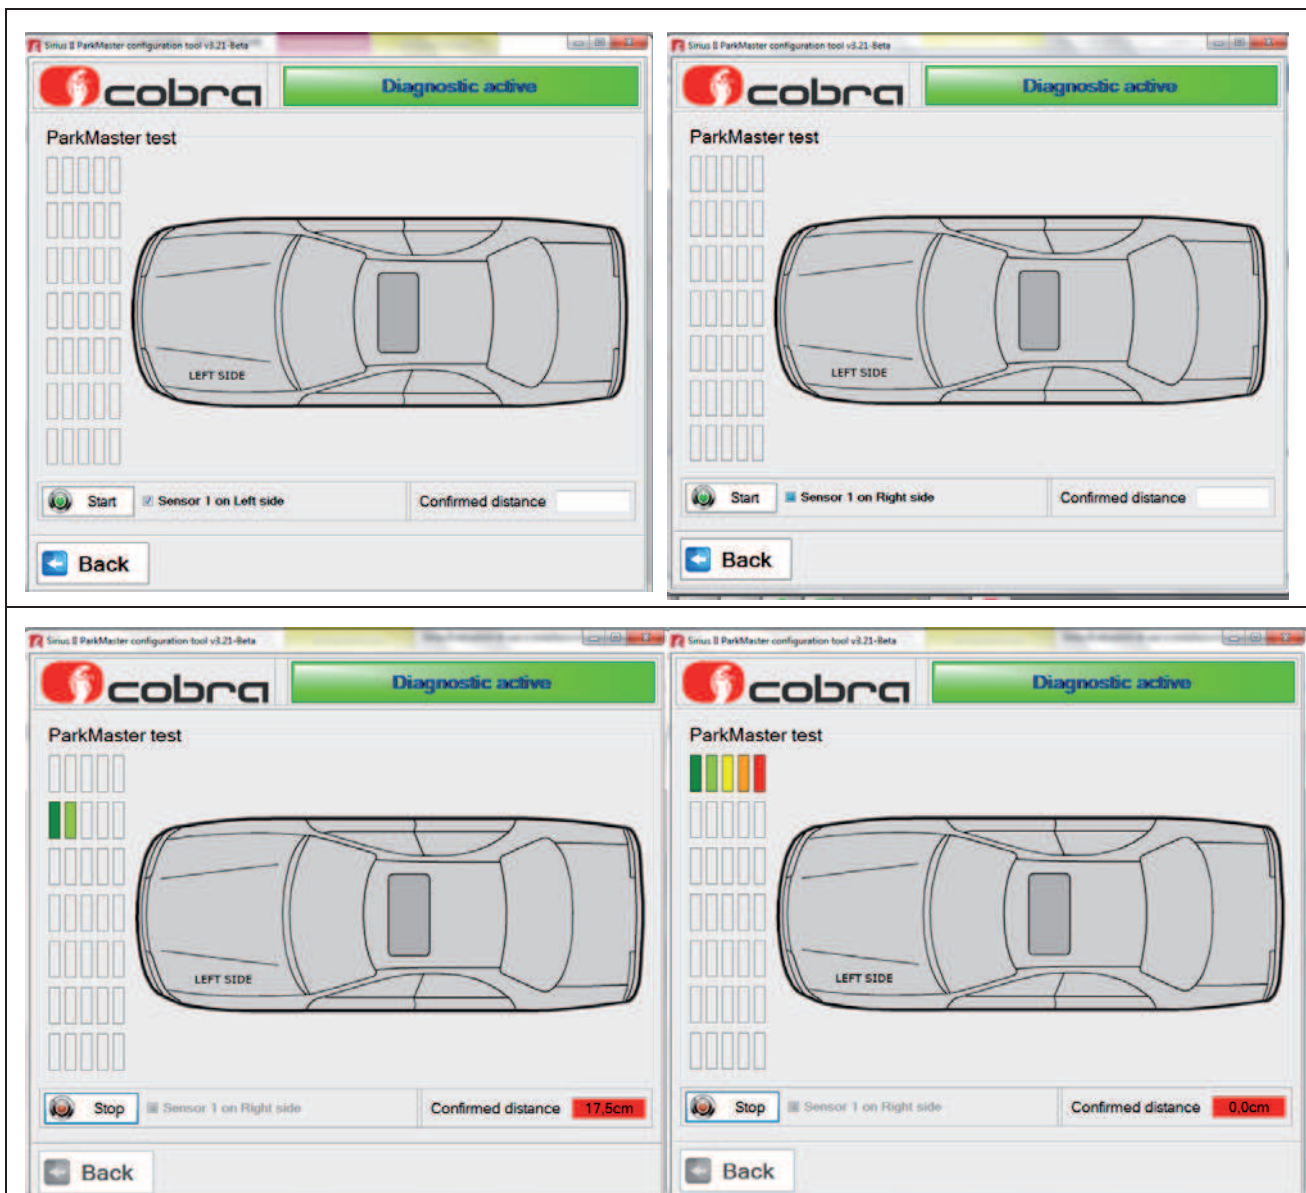 Sirius II ParkMaster configuration tool v3.21-Beta
cobra
Diagnostic active
ParkMaster test
LEFT SIDE
Start
Sensor 1 on Left side
Confirmed distance
Back
Sirius II ParkMaster configuration tool v3.21-Beta
cobra
Diagnostic active
ParkMaster test
LEFT SIDE
Start
Sensor 1 on Right side
Confirmed distance
Back
Sirius II ParkMaster configuration tool v3.21-Beta
cobra
Diagnostic active
ParkMaster test
LEFT SIDE
Stop
Sensor 1 on Right side
Confirmed distance 17,5cm
Back
Sirius II ParkMaster configuration tool v3.21-Beta
cobra
Diagnostic active
ParkMaster test
LEFT SIDE
Stop
Sensor 1 on Right side
Confirmed distance 0,0cm
Back